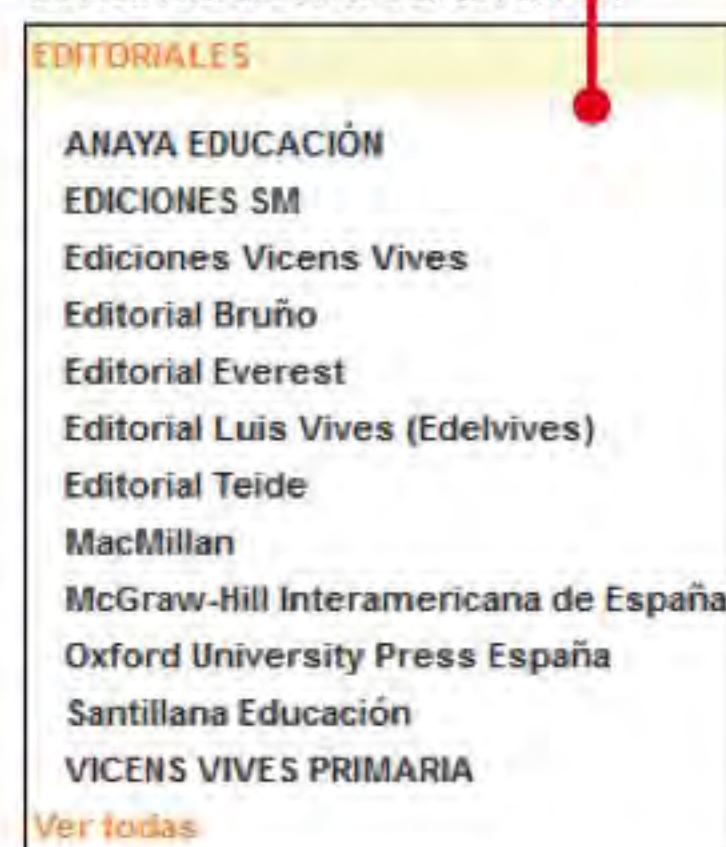 EDITORIALES
ANAYA EDUCACIÓN
EDICIONES SM
Ediciones Vicens Vives
Editorial Bruño
Editorial Everest
Editorial Luis Vives (Edelvives)
Editorial Teide
MacMillan
McGraw-Hill Interamericana de España
Oxford University Press España
Santillana Educación
VICENS VIVES PRIMARIA
Ver todas